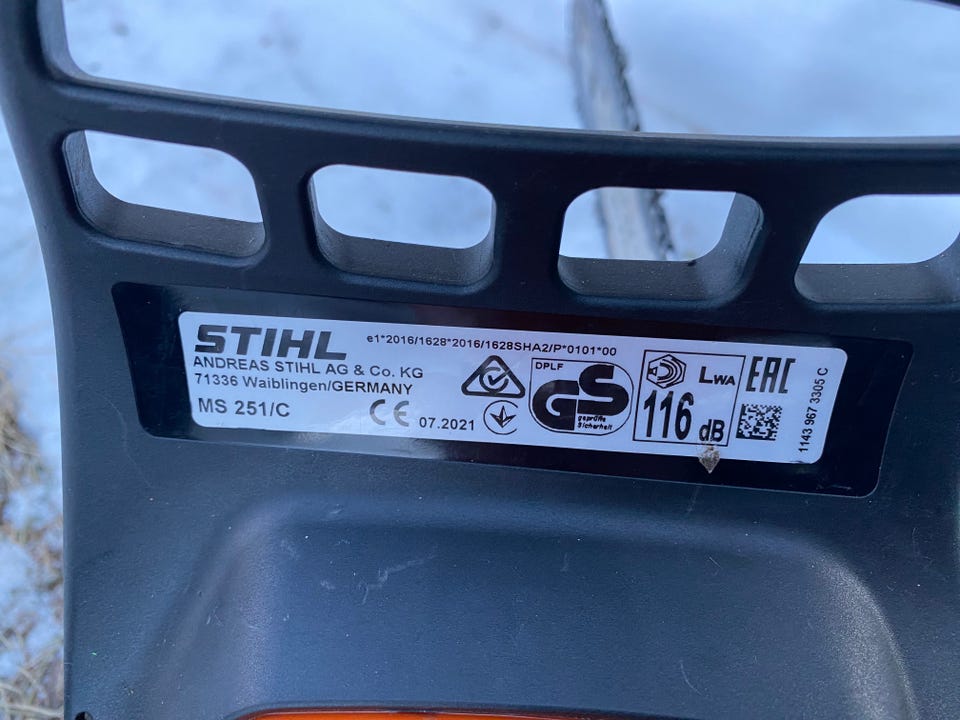 STIHL
e1*2016/1628*2016/1628SHA2/P*0101*00
ANDREAS STIHL AG & Co. KG
71336 Waiblingen/GERMANY
MS 251/C
CE 07.2021
DPLF
GS
geprüfte
Sicherheit
LWA
116 dB
EAC
1143 967 3305 C